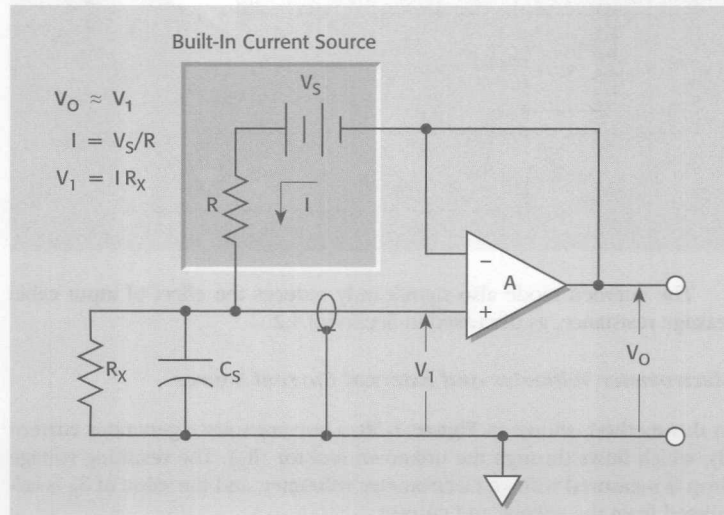 Built-In Current Source
V_O ≈ V_1
I = V_S/R
V_1 = I R_X
V_S
R
I
−
A
+
R_X
C_S
V_1
V_O